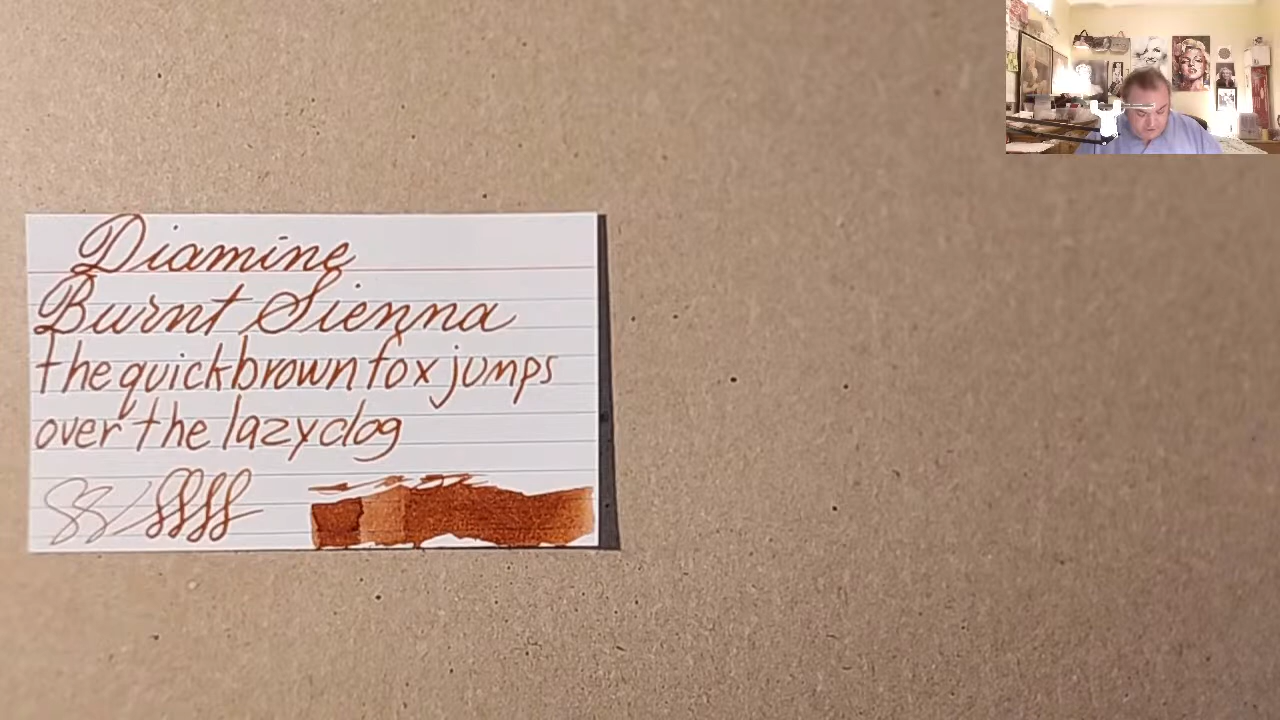 Diamine
Burnt Sienna
the quick brown fox jumps
over the lazy dog